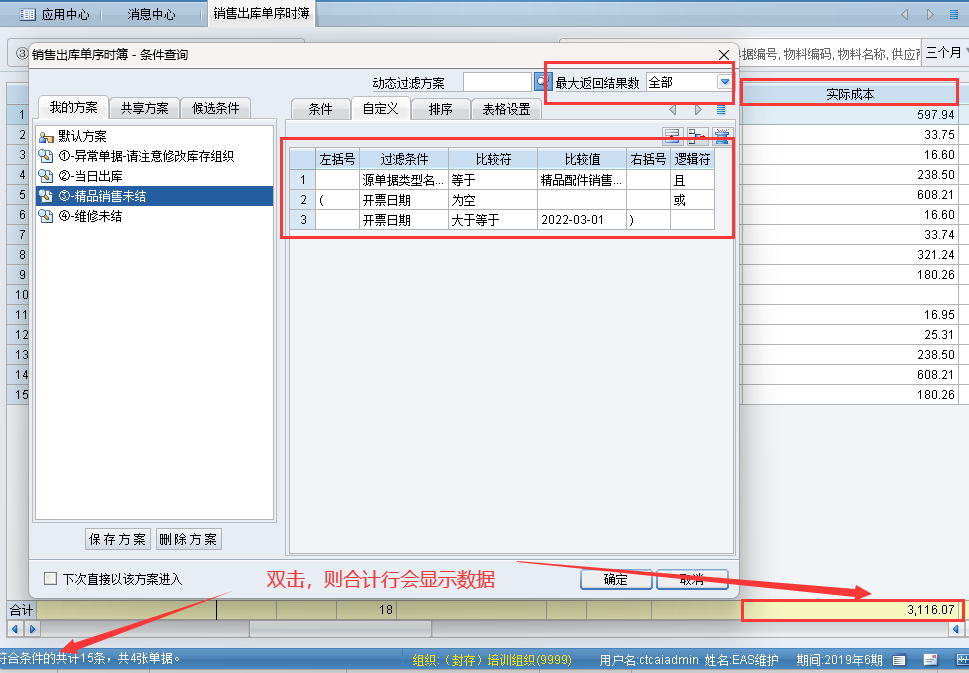 应用中心 消息中心 销售出库单序时簿
③ 销售出库单序时簿 - 条件查询
据编号, 物料编码, 物料名称, 供应商 三个月
动态过滤方案 最大返回结果数 全部
我的方案 共享方案 候选条件
条件 自定义 排序 表格设置
默认方案
①-异常单据-请注意修改库存组织
②-当日出库
③-精品销售未结
④-维修未结
左括号 过滤条件 比较符 比较值 右括号 逻辑符
1 源单据类型名... 等于 精品配件销售... 且
2 ( 开票日期 为空 或
3 开票日期 大于等于 2022-03-01 )
实际成本
1 597.94
2 33.75
3 16.60
4 238.50
5 608.21
6 16.60
7 33.74
8 321.24
9 180.26
10
11 16.95
12 25.31
13 238.50
14 608.21
15 180.26
保存方案 删除方案
下次直接以该方案进入
双击，则合计行会显示数据
确定 取消
合计 18 3,116.07
符合条件的共计15条，共4张单据。
组织:（封存）培训组织(9999) 用户名:ctcaiadmin 姓名:EAS维护 期间:2019年6期